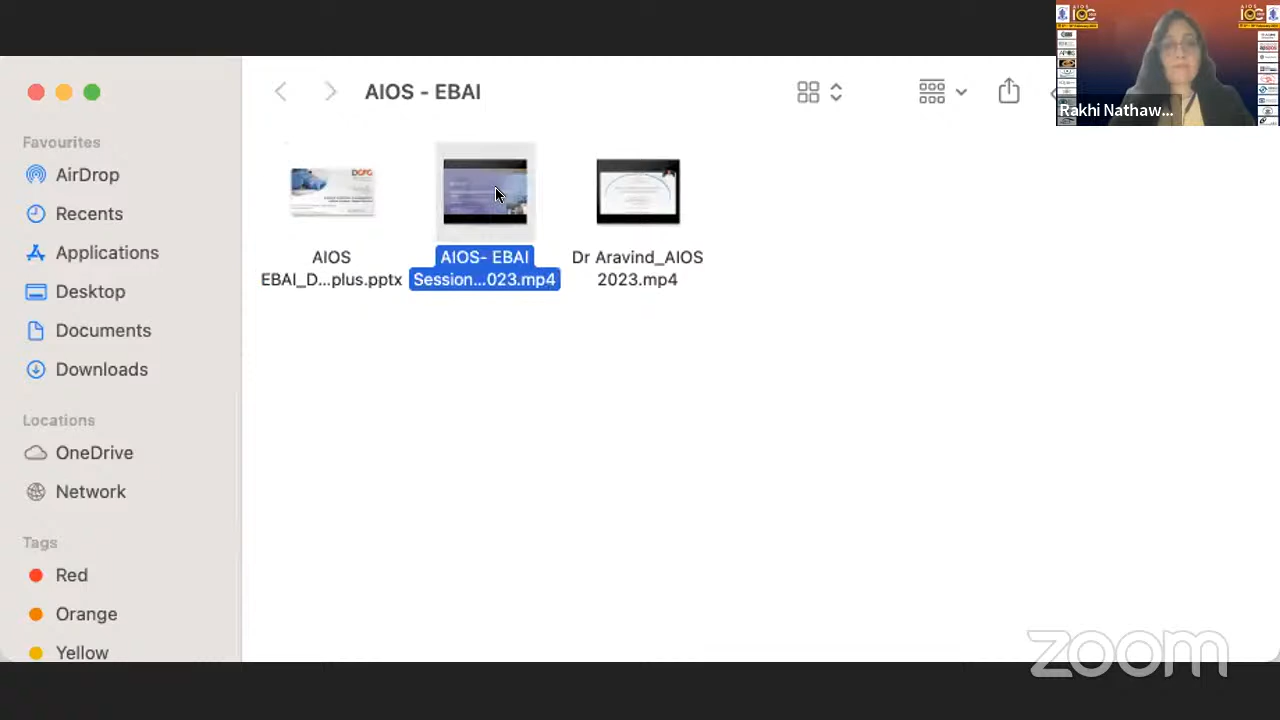 AIOS - EBAI
Favourites
AirDrop
Recents
Applications
Desktop
Documents
Downloads
Locations
OneDrive
Network
Tags
Red
Orange
Yellow
AIOS
EBAI_D...plus.pptx
AIOS- EBAI
Session...023.mp4
Dr Aravind_AIOS
2023.mp4
Rakhi Nathaw...
zoom